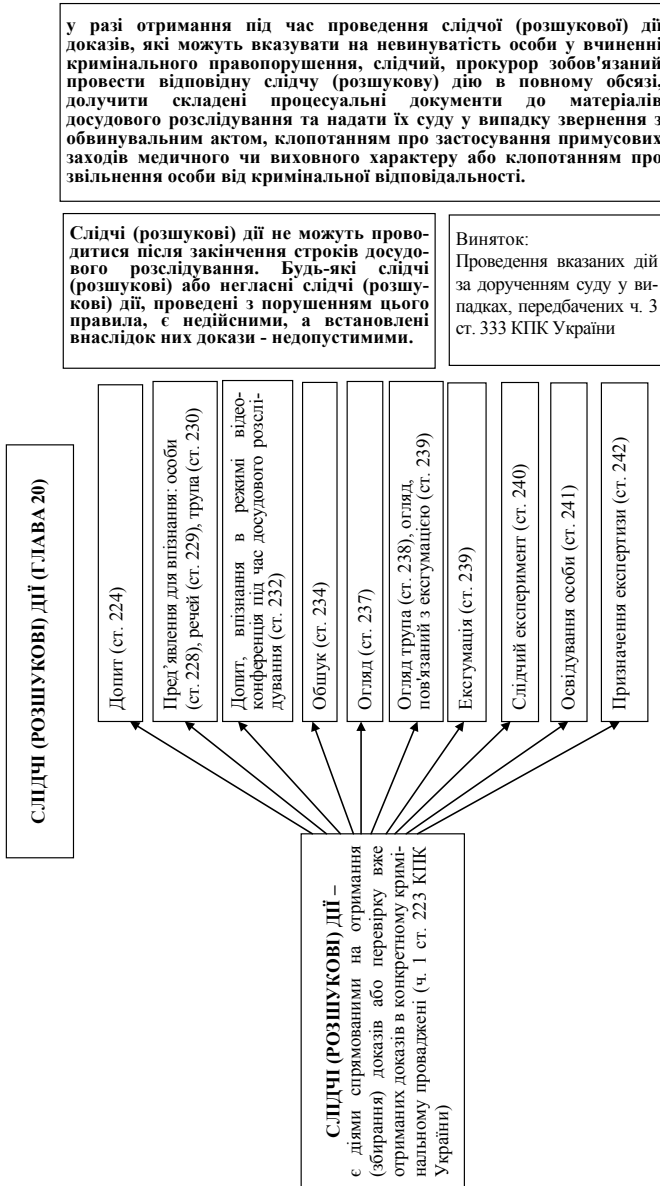 у разі отримання під час проведення слідчої (розшукової) дії
доказів, які можуть вказувати на невинуватість особи у вчиненні
кримінального правопорушення, слідчий, прокурор зобов'язаний
провести відповідну слідчу (розшукову) дію в повному обсязі,
долучити складені процесуальні документи до матеріалів
досудового розслідування та надати їх суду у випадку звернення з
обвинувальним актом, клопотанням про застосування примусових
заходів медичного чи виховного характеру або клопотанням про
звільнення особи від кримінальної відповідальності.
Слідчі (розшукові) дії не можуть прово-
дитися після закінчення строків досудо-
вого розслідування. Будь-які слідчі
(розшукові) або негласні слідчі (розшу-
кові) дії, проведені з порушенням цього
правила, є недійсними, а встановлені
внаслідок них докази - недопустимими.
Виняток:
Проведення вказаних дій
за дорученням суду у ви-
падках, передбачених ч. 3
ст. 333 КПК України
СЛІДЧІ (РОЗШУКОВІ) ДІЇ (ГЛАВА 20)
СЛІДЧІ (РОЗШУКОВІ) ДІЇ –
є діями спрямованими на отримання
(збирання) доказів або перевірку вже
отриманих доказів в конкретному кримі-
нальному проваджені (ч. 1 ст. 223 КПК
України)
Допит (ст. 224)
Пред’явлення для впізнання: особи
(ст. 228), речей (ст. 229), трупа (ст. 230)
Допит, впізнання в режимі відео-
конференція під час досудового розслі-
дування (ст. 232)
Обшук (ст. 234)
Огляд (ст. 237)
Огляд трупа (ст. 238), огляд,
пов'язаний з ексгумацією (ст. 239)
Ексгумація (ст. 239)
Слідчий експеримент (ст. 240)
Освідування особи (ст. 241)
Призначення експертизи (ст. 242)